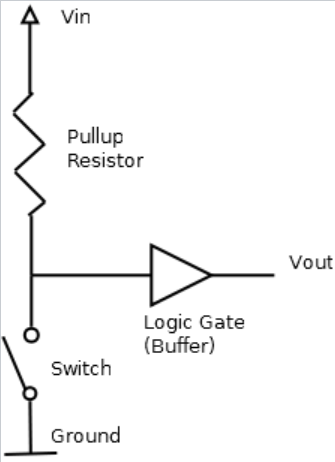 Vin
Pullup
Resistor
Vout
Logic Gate
(Buffer)
Switch
Ground